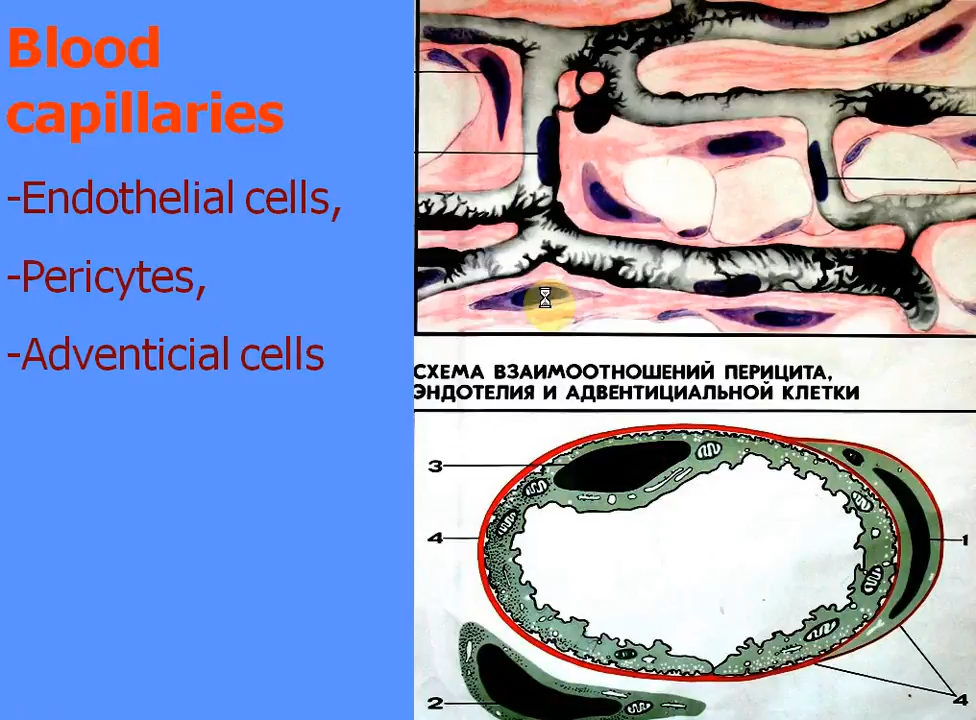 Blood
capillaries
-Endothelial cells,
-Pericytes,
-Adventicial cells
СХЕМА ВЗАИМООТНОШЕНИЙ ПЕРИЦИТА,
ЭНДОТЕЛИЯ И АДВЕНТИЦИАЛЬНОЙ КЛЕТКИ
3
4
1
2
4